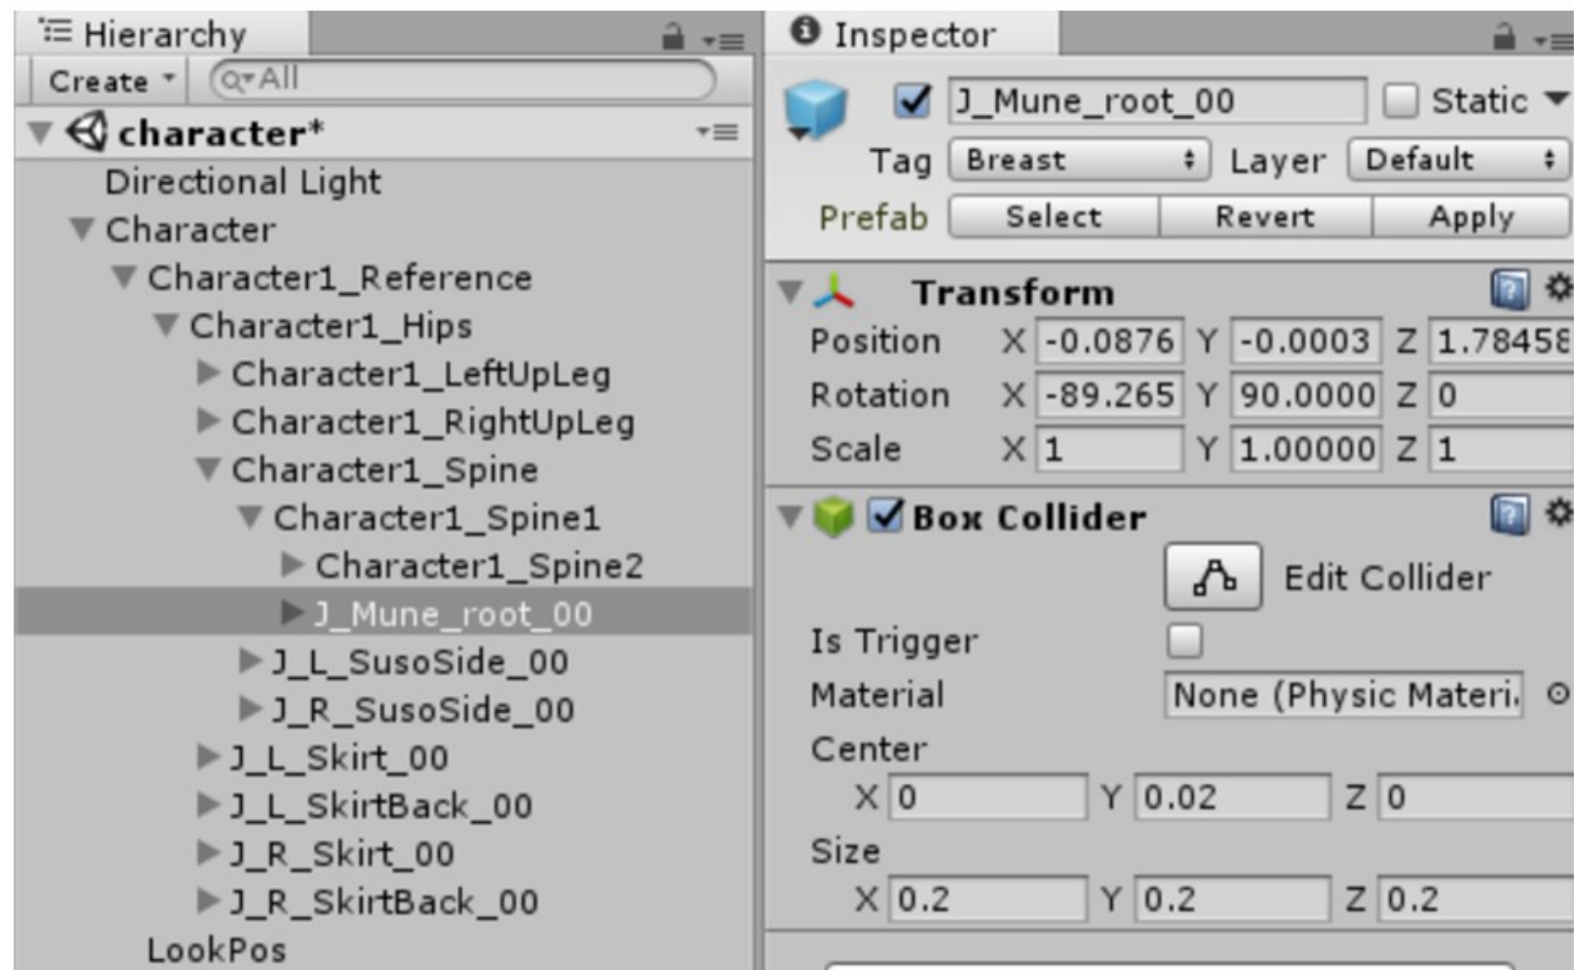 Hierarchy
Create All
character*
Directional Light
Character
Character1_Reference
Character1_Hips
Character1_LeftUpLeg
Character1_RightUpLeg
Character1_Spine
Character1_Spine1
Character1_Spine2
J_Mune_root_00
J_L_SusoSide_00
J_R_SusoSide_00
J_L_Skirt_00
J_L_SkirtBack_00
J_R_Skirt_00
J_R_SkirtBack_00
LookPos
Inspector
J_Mune_root_00 Static
Tag Breast Layer Default
Prefab Select Revert Apply
Transform
Position X -0.0876 Y -0.0003 Z 1.78458
Rotation X -89.265 Y 90.0000 Z 0
Scale X 1 Y 1.00000 Z 1
Box Collider
Edit Collider
Is Trigger
Material None (Physic Materi
Center
X 0 Y 0.02 Z 0
Size
X 0.2 Y 0.2 Z 0.2